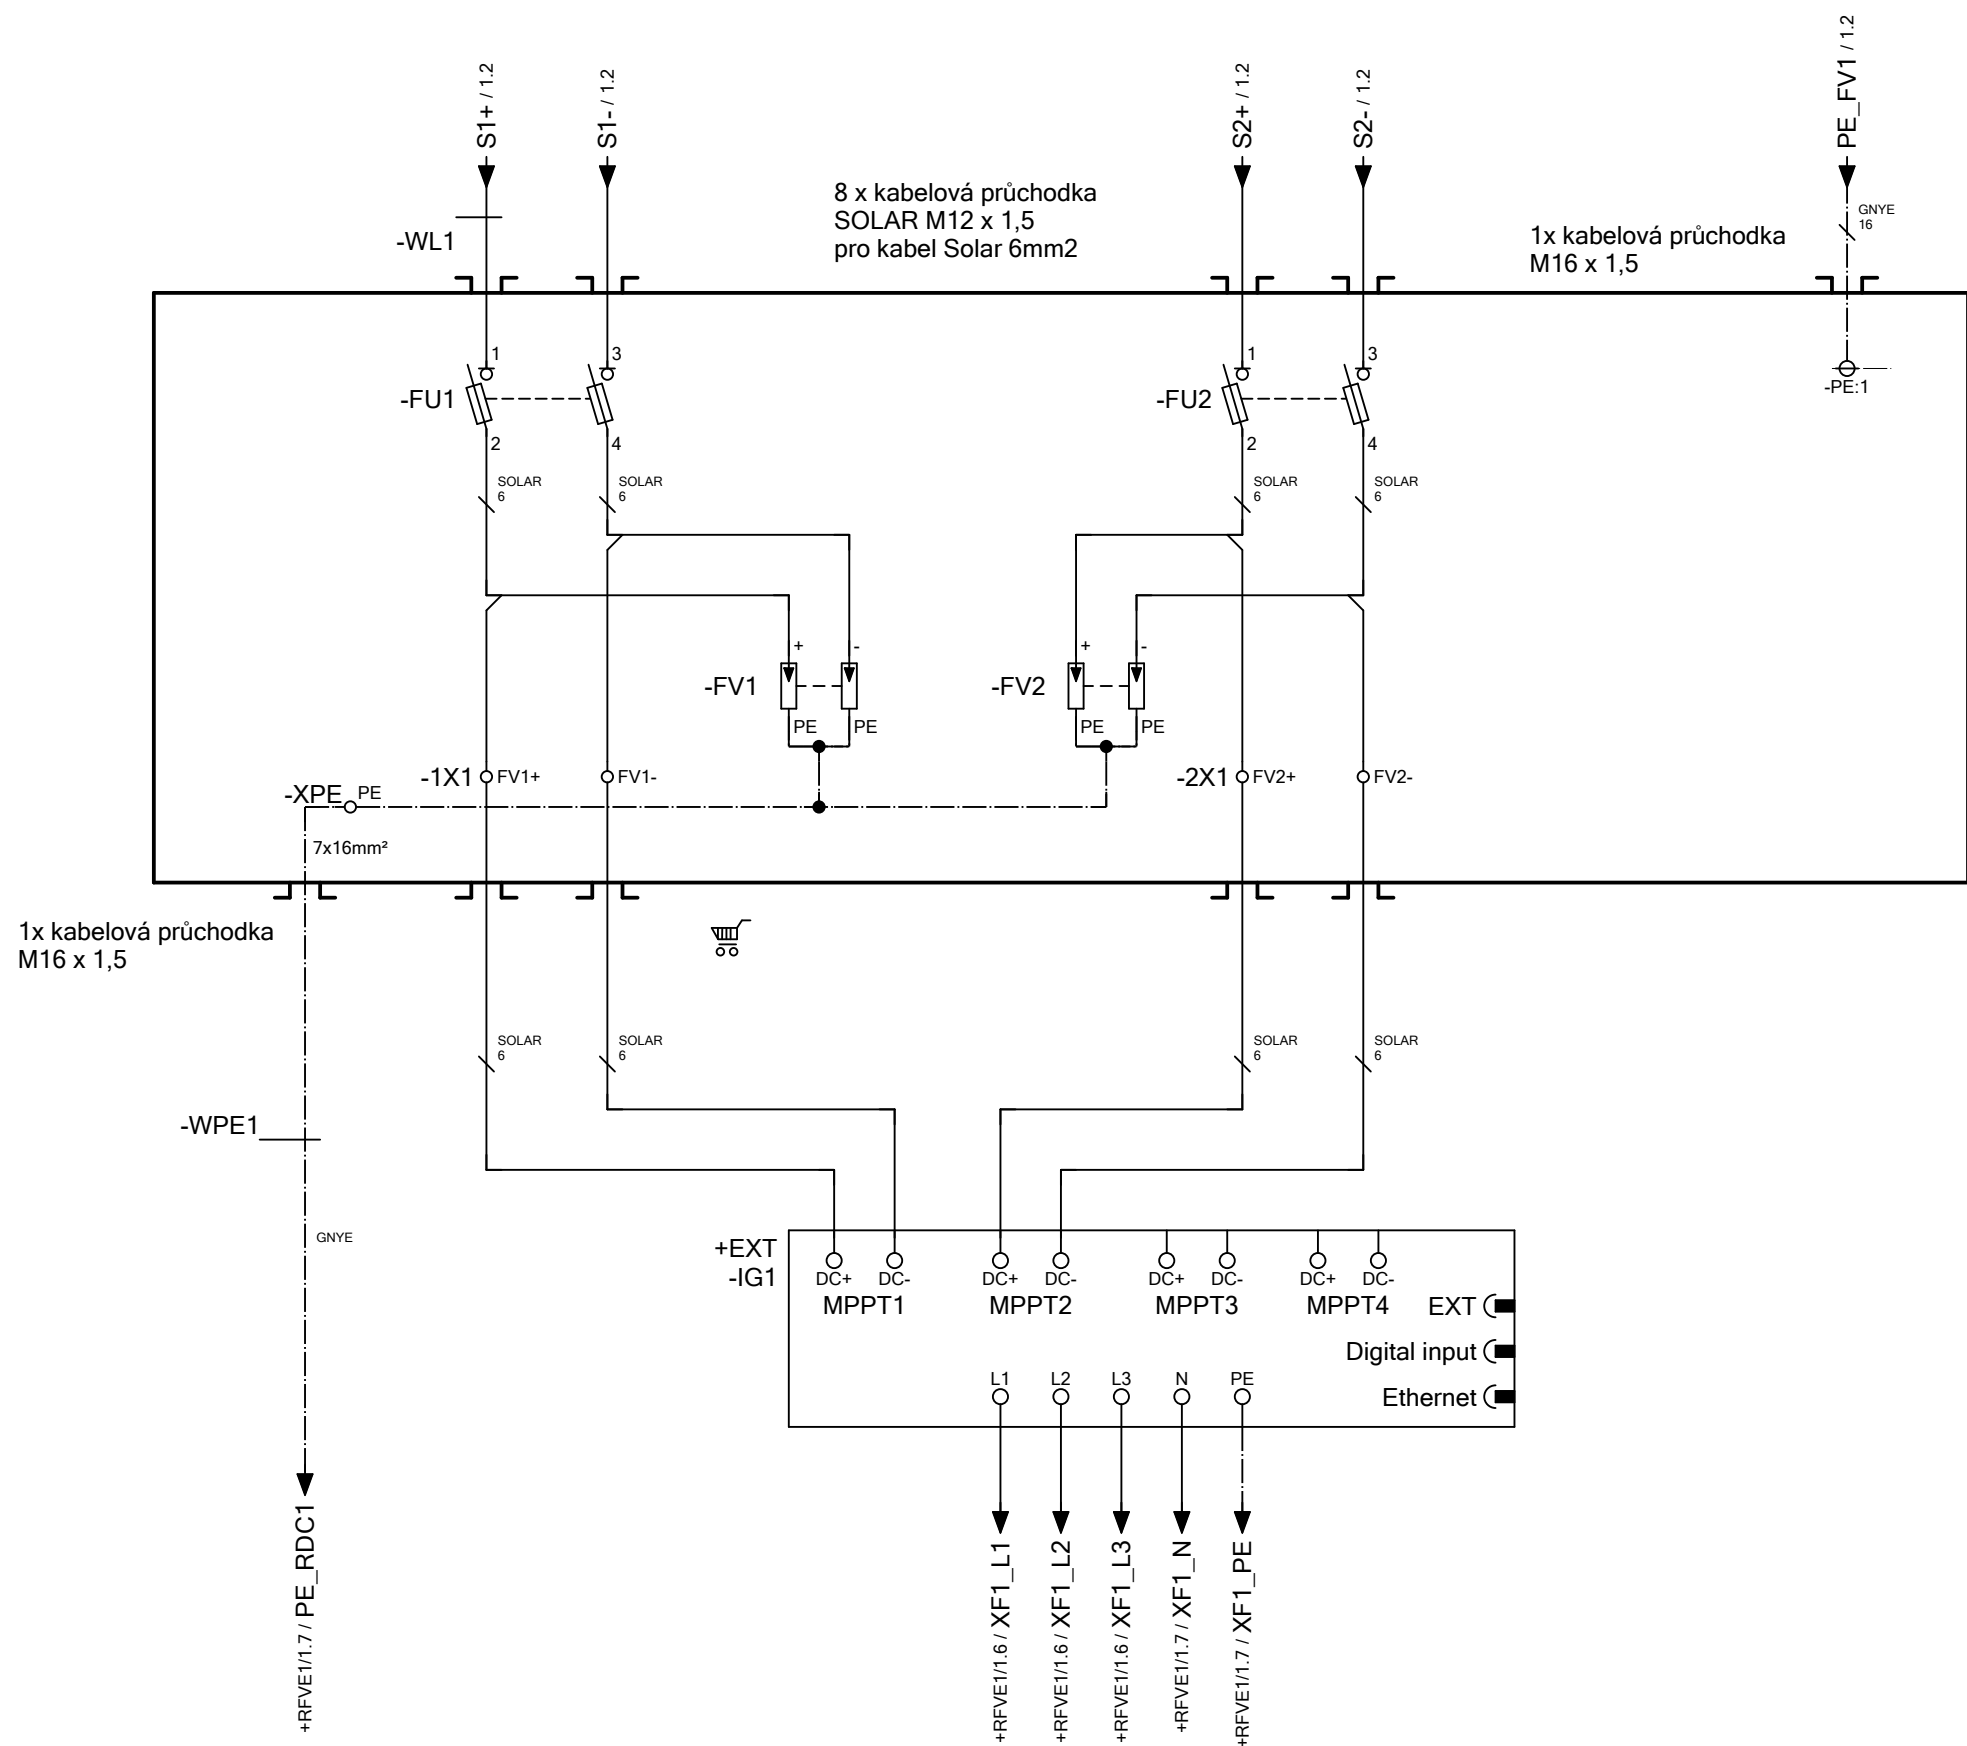 S1+ / 1.2
S1- / 1.2
S2+ / 1.2
S2- / 1.2
PE_FV1 / 1.2
8 x kabelová průchodka
SOLAR M12 x 1,5
pro kabel Solar 6mm2
GNYE
16
1x kabelová průchodka
M16 x 1,5
-WL1
1
3
1
3
-FU1
-FU2
-PE:1
2
4
2
4
SOLAR
6
SOLAR
6
SOLAR
6
SOLAR
6
+
-
+
-
-FV1
-FV2
PE
PE
PE
PE
-1X1
FV1+
FV1-
-2X1
FV2+
FV2-
-XPE
PE
7x16mm²
1x kabelová průchodka
M16 x 1,5
SOLAR
6
SOLAR
6
SOLAR
6
SOLAR
6
-WPE1
GNYE
+EXT
-IG1
DC+
DC-
DC+
DC-
DC+
DC-
DC+
DC-
MPPT1
MPPT2
MPPT3
MPPT4
EXT
Digital input
Ethernet
L1
L2
L3
N
PE
+RFVE1/1.7 / PE_RDC1
+RFVE1/1.6 / XF1_L1
+RFVE1/1.6 / XF1_L2
+RFVE1/1.6 / XF1_L3
+RFVE1/1.7 / XF1_N
+RFVE1/1.7 / XF1_PE